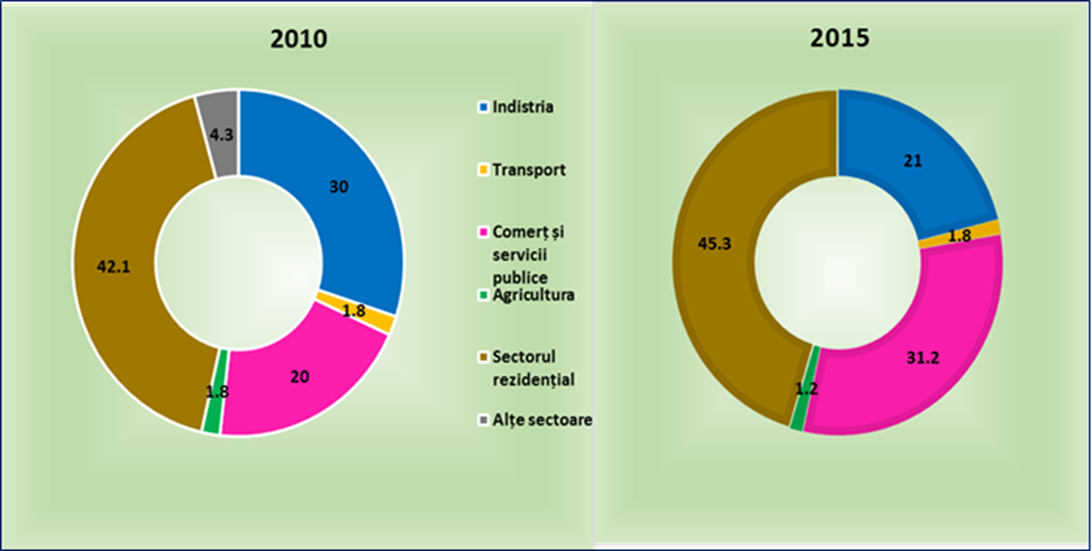 2010
4.3
30
42.1
1.8
20
1.8
Indistria
Transport
Comerț și
servicii
publice
Agricultura
Sectorul
rezidențial
Alțe sectoare
2015
21
1.8
45.3
31.2
1.2